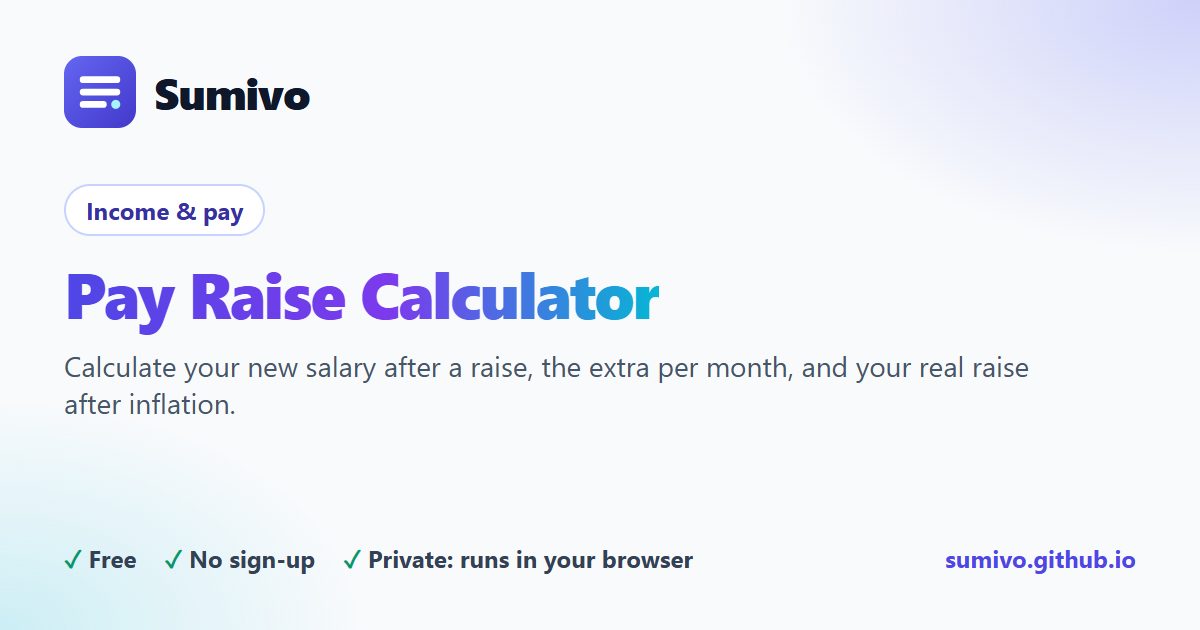 Sumivo
Income & pay
Pay Raise Calculator
Calculate your new salary after a raise, the extra per month, and your real raise
after inflation.
✓ Free ✓ No sign-up ✓ Private: runs in your browser
sumivo.github.io